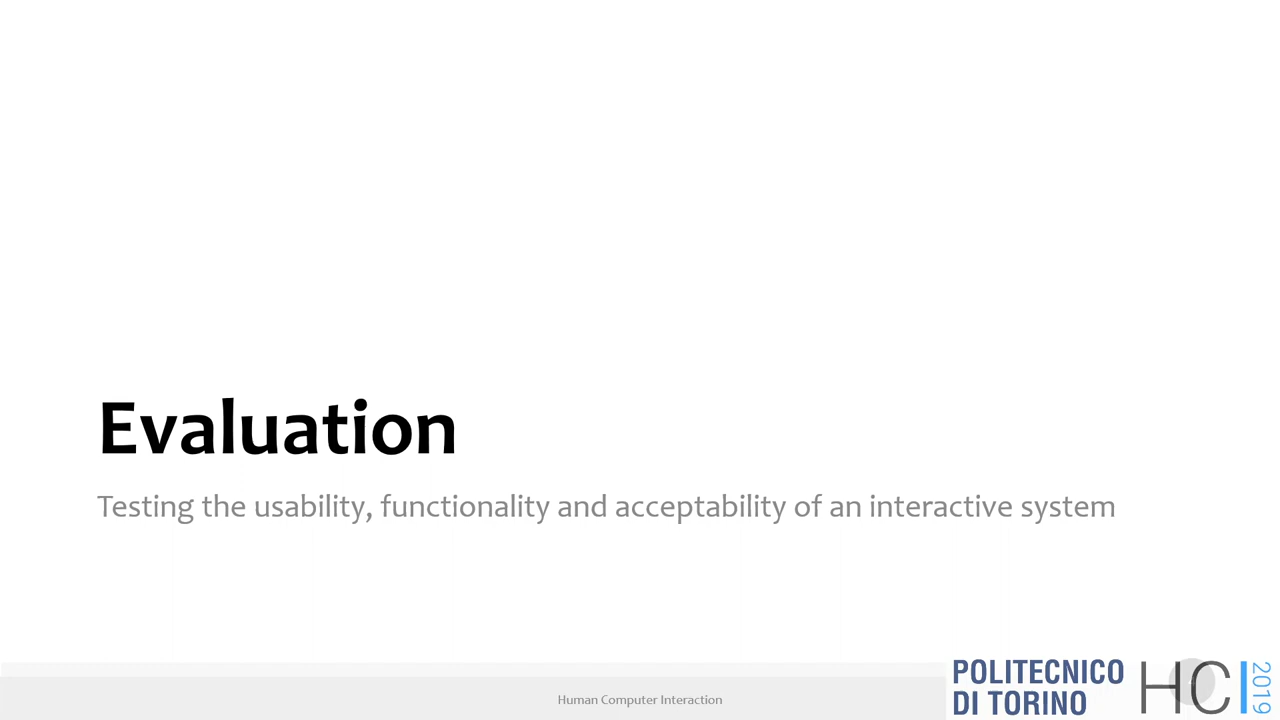 Evaluation
Testing the usability, functionality and acceptability of an interactive system
Human Computer Interaction
POLITECNICO
DI TORINO
HCI
2019